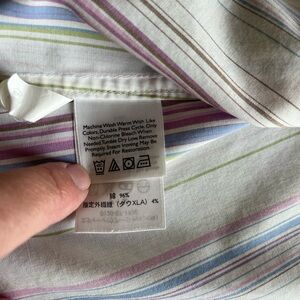 Machine Wash Warm With Like
Colors, Durable Press Cycle, Only
Non-Chlorine Bleach When
Needed Tumble Dry Low Remove
Promptly Steam Ironing May Be
Required For Restoration.
綿 96%
指定外繊維（ダウXLA） 4%